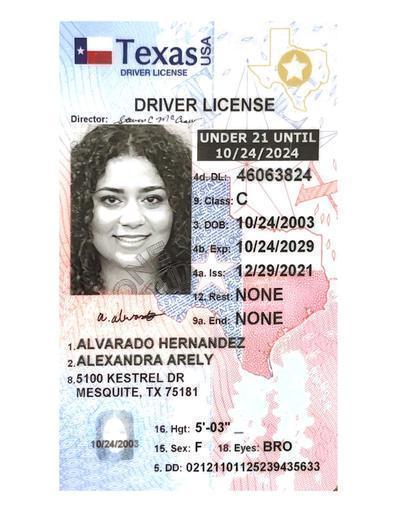 Texas USA
DRIVER LICENSE
DRIVER LICENSE
Director:
UNDER 21 UNTIL
10/24/2024
4d. DL: 46063824
9. Class: C
3. DOB: 10/24/2003
4b. Exp: 10/24/2029
4a. Iss: 12/29/2021
12. Rest: NONE
9a. End: NONE
a. alvarado
1. ALVARADO HERNANDEZ
2. ALEXANDRA ARELY
8. 5100 KESTREL DR
MESQUITE, TX 75181
16. Hgt: 5'-03" _
15. Sex: F 18. Eyes: BRO
10/24/2003
5. DD: 02121101125239435633